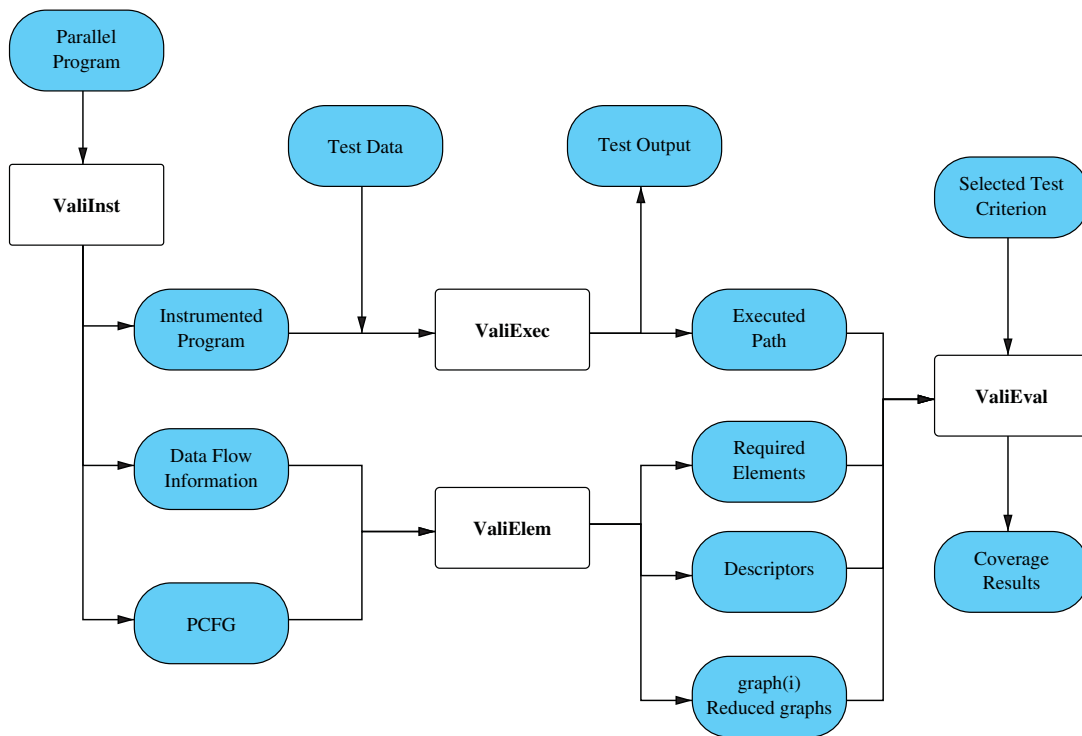 Parallel
Program
ValiInst
Test Data
Test Output
Selected Test
Criterion
Instrumented
Program
ValiExec
Executed
Path
ValiEval
Data Flow
Information
ValiElem
Required
Elements
Descriptors
Coverage
Results
PCFG
graph(i)
Reduced graphs